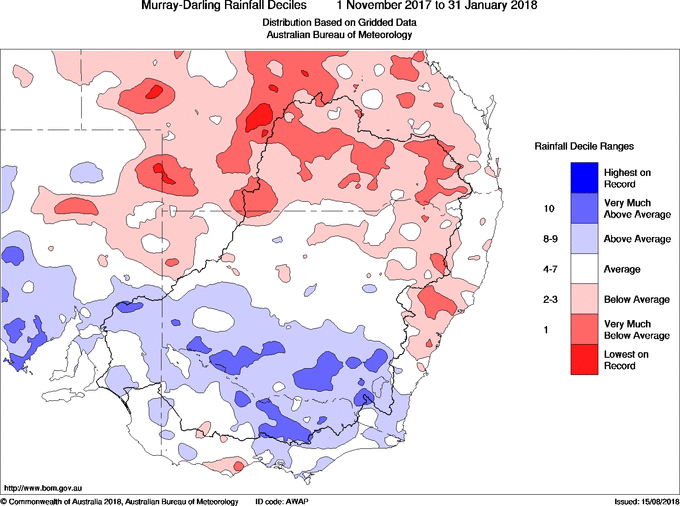 Murray-Darling Rainfall Deciles 1 November 2017 to 31 January 2018
Distribution Based on Gridded Data
Australian Bureau of Meteorology
Rainfall Decile Ranges
Highest on
Record
10 Very Much
Above Average
8-9 Above Average
4-7 Average
2-3 Below Average
1 Very Much
Below Average
Lowest on
Record
http://www.bom.gov.au
© Commonwealth of Australia 2018, Australian Bureau of Meteorology ID code: AWAP Issued: 15/08/2018